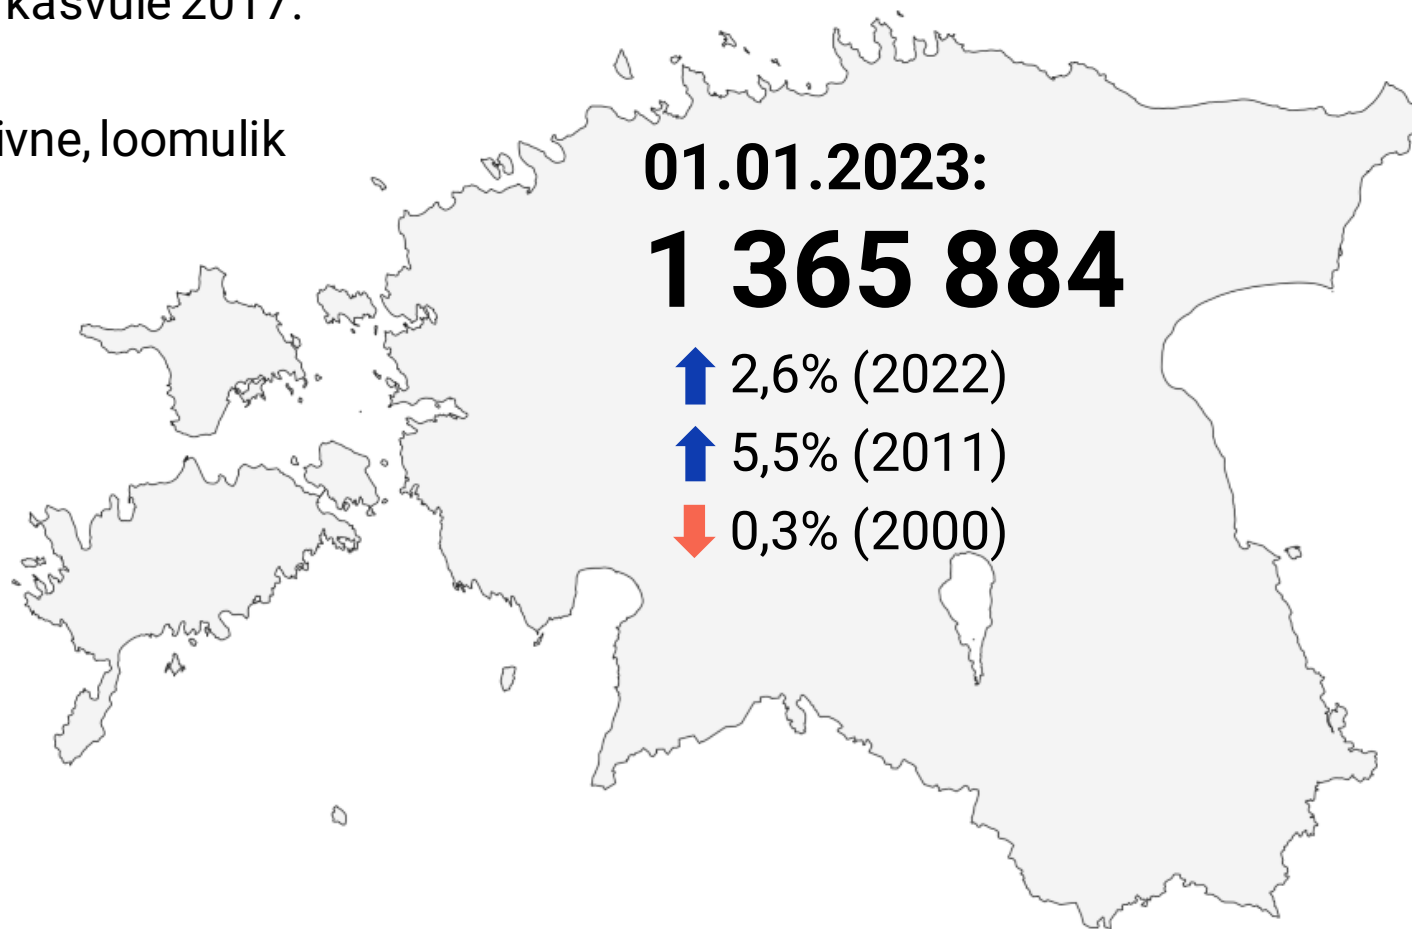 kasvule 2017.
ivne, loomulik
01.01.2023:
1 365 884
2,6% (2022)
5,5% (2011)
0,3% (2000)